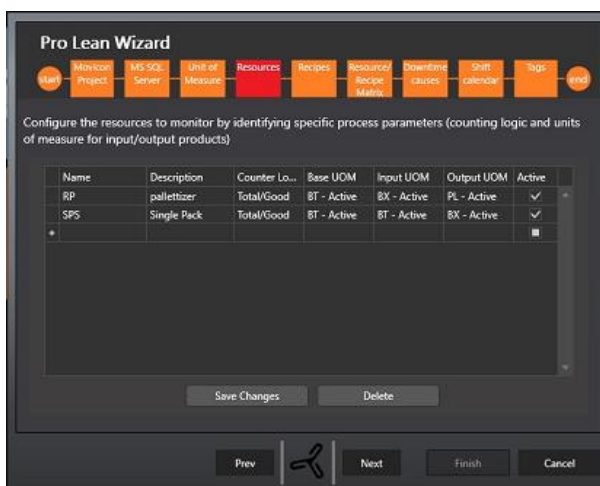 Pro Lean Wizard
start
Movicon Project
MS SQL Server
Unit of Measure
Resources
Recipes
Resource/ Recipe Matrix
Downtime causes
Shift calendar
Tags
end
Configure the resources to monitor by identifying specific process parameters (counting logic and units
of measure for input/output products)
Name Description Counter Lo... Base UOM Input UOM Output UOM Active
RP pallettizer Total/Good BT - Active BX - Active PL - Active
SPS Single Pack Total/Good BT - Active BT - Active BX - Active
Save Changes Delete
Prev Next Finish Cancel